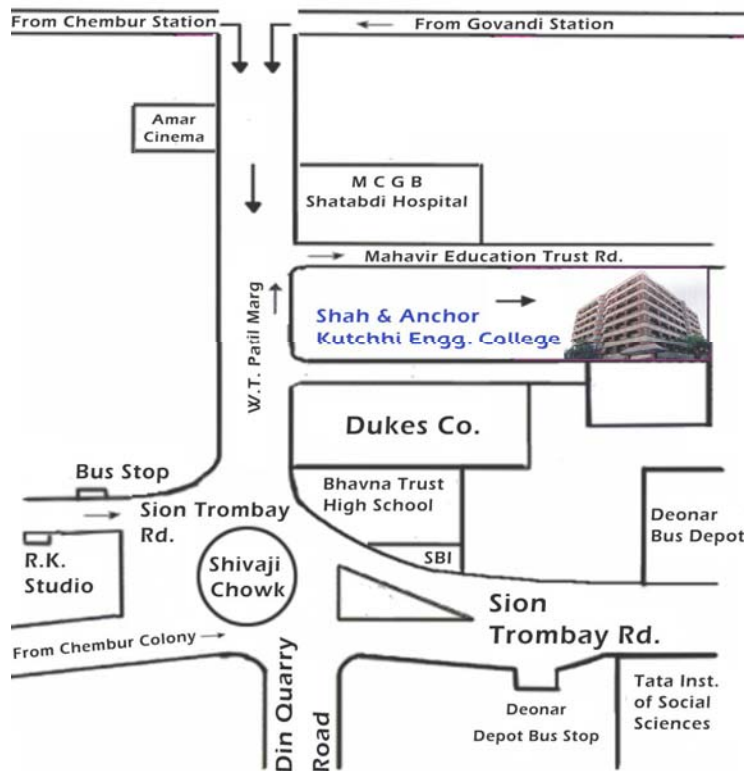 From Chembur Station
From Govandi Station
Amar
Cinema
M C G B
Shatabdi Hospital
Mahavir Education Trust Rd.
W.T. Patil Marg
Shah & Anchor
Kutchhi Engg. College
Dukes Co.
Bus Stop
Bhavna Trust
High School
Sion Trombay
Rd.
Deonar
Bus Depot
SBI
R.K.
Studio
Shivaji
Chowk
Sion
Trombay Rd.
From Chembur Colony
Din Quarry
Road
Deonar
Depot Bus Stop
Tata Inst.
of Social
Sciences